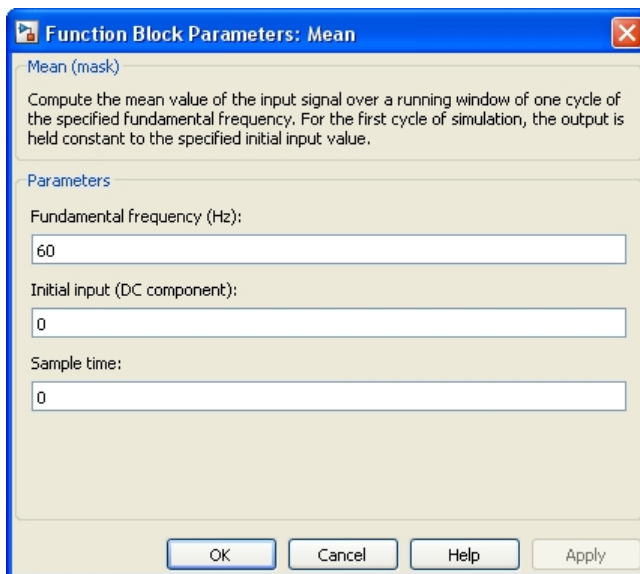 Function Block Parameters: Mean
Mean (mask)
Compute the mean value of the input signal over a running window of one cycle of
the specified fundamental frequency. For the first cycle of simulation, the output is
held constant to the specified initial input value.
Parameters
Fundamental frequency (Hz):
60
Initial input (DC component):
0
Sample time:
0
OK Cancel Help Apply